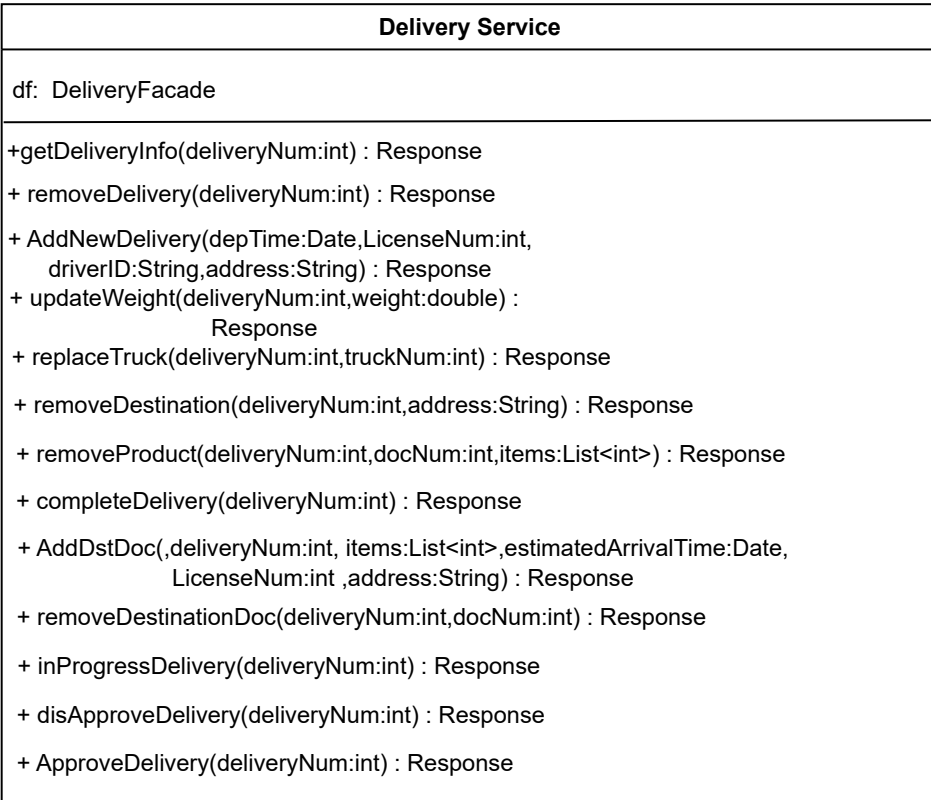 Delivery Service
df: DeliveryFacade
+getDeliveryInfo(deliveryNum:int) : Response
+ removeDelivery(deliveryNum:int) : Response
+ AddNewDelivery(depTime:Date,LicenseNum:int,
driverID:String,address:String) : Response
+ updateWeight(deliveryNum:int,weight:double) :
Response
+ replaceTruck(deliveryNum:int,truckNum:int) : Response
+ removeDestination(deliveryNum:int,address:String) : Response
+ removeProduct(deliveryNum:int,docNum:int,items:List<int>) : Response
+ completeDelivery(deliveryNum:int) : Response
+ AddDstDoc(,deliveryNum:int, items:List<int>,estimatedArrivalTime:Date,
LicenseNum:int ,address:String) : Response
+ removeDestinationDoc(deliveryNum:int,docNum:int) : Response
+ inProgressDelivery(deliveryNum:int) : Response
+ disApproveDelivery(deliveryNum:int) : Response
+ ApproveDelivery(deliveryNum:int) : Response